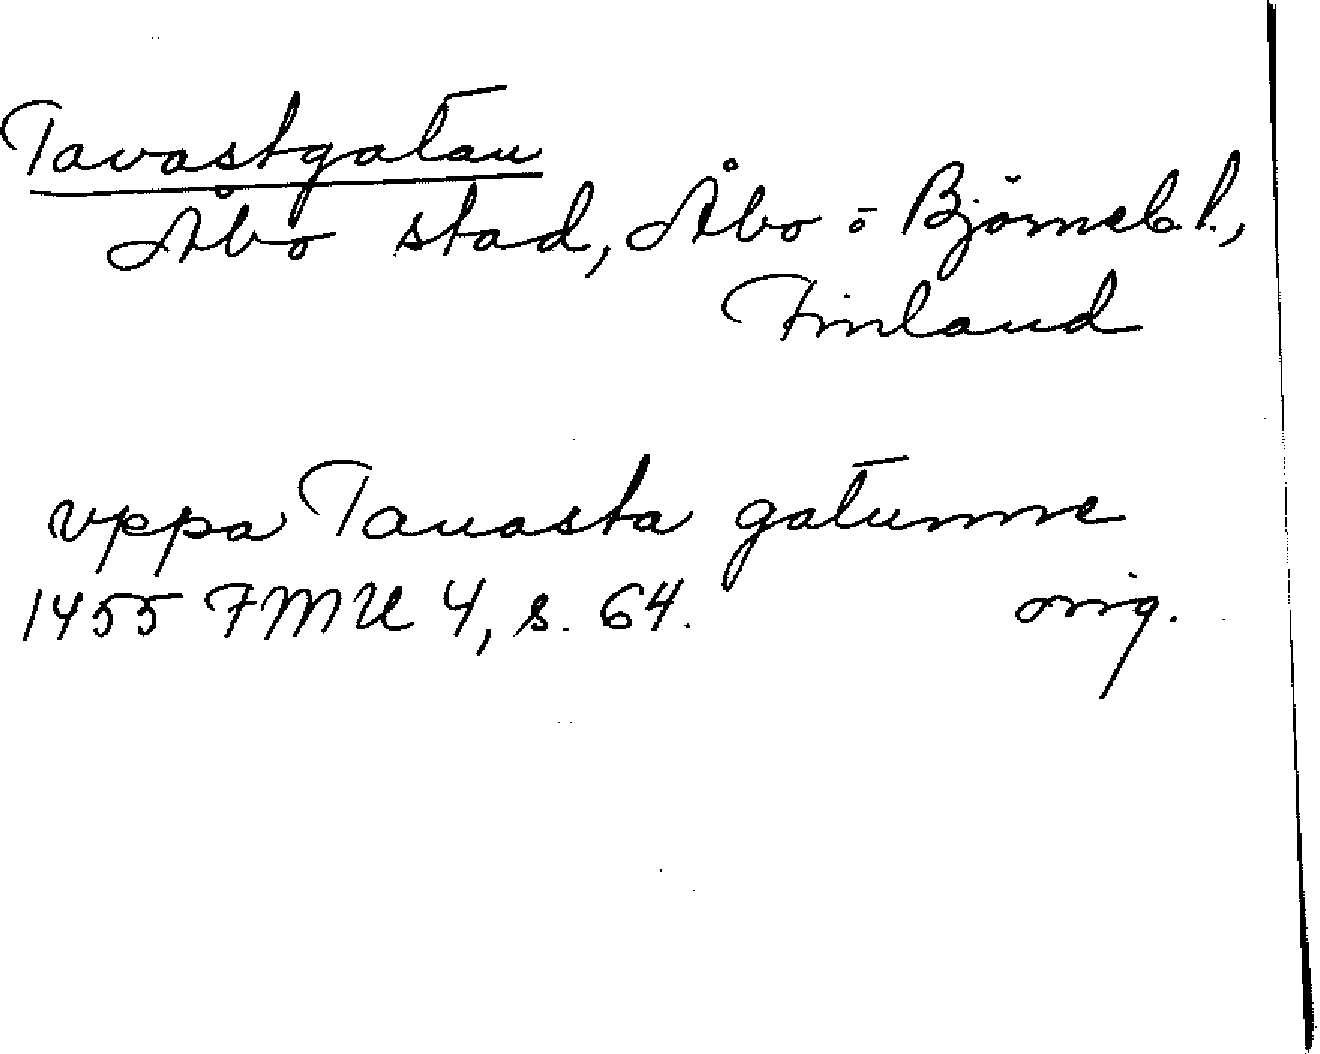 Tavastgatan
Åbo stad, Åbo o Björneb. l.,
Finland
vppa Tauasta gatunne
1455 FMU 4, s. 64. orig.